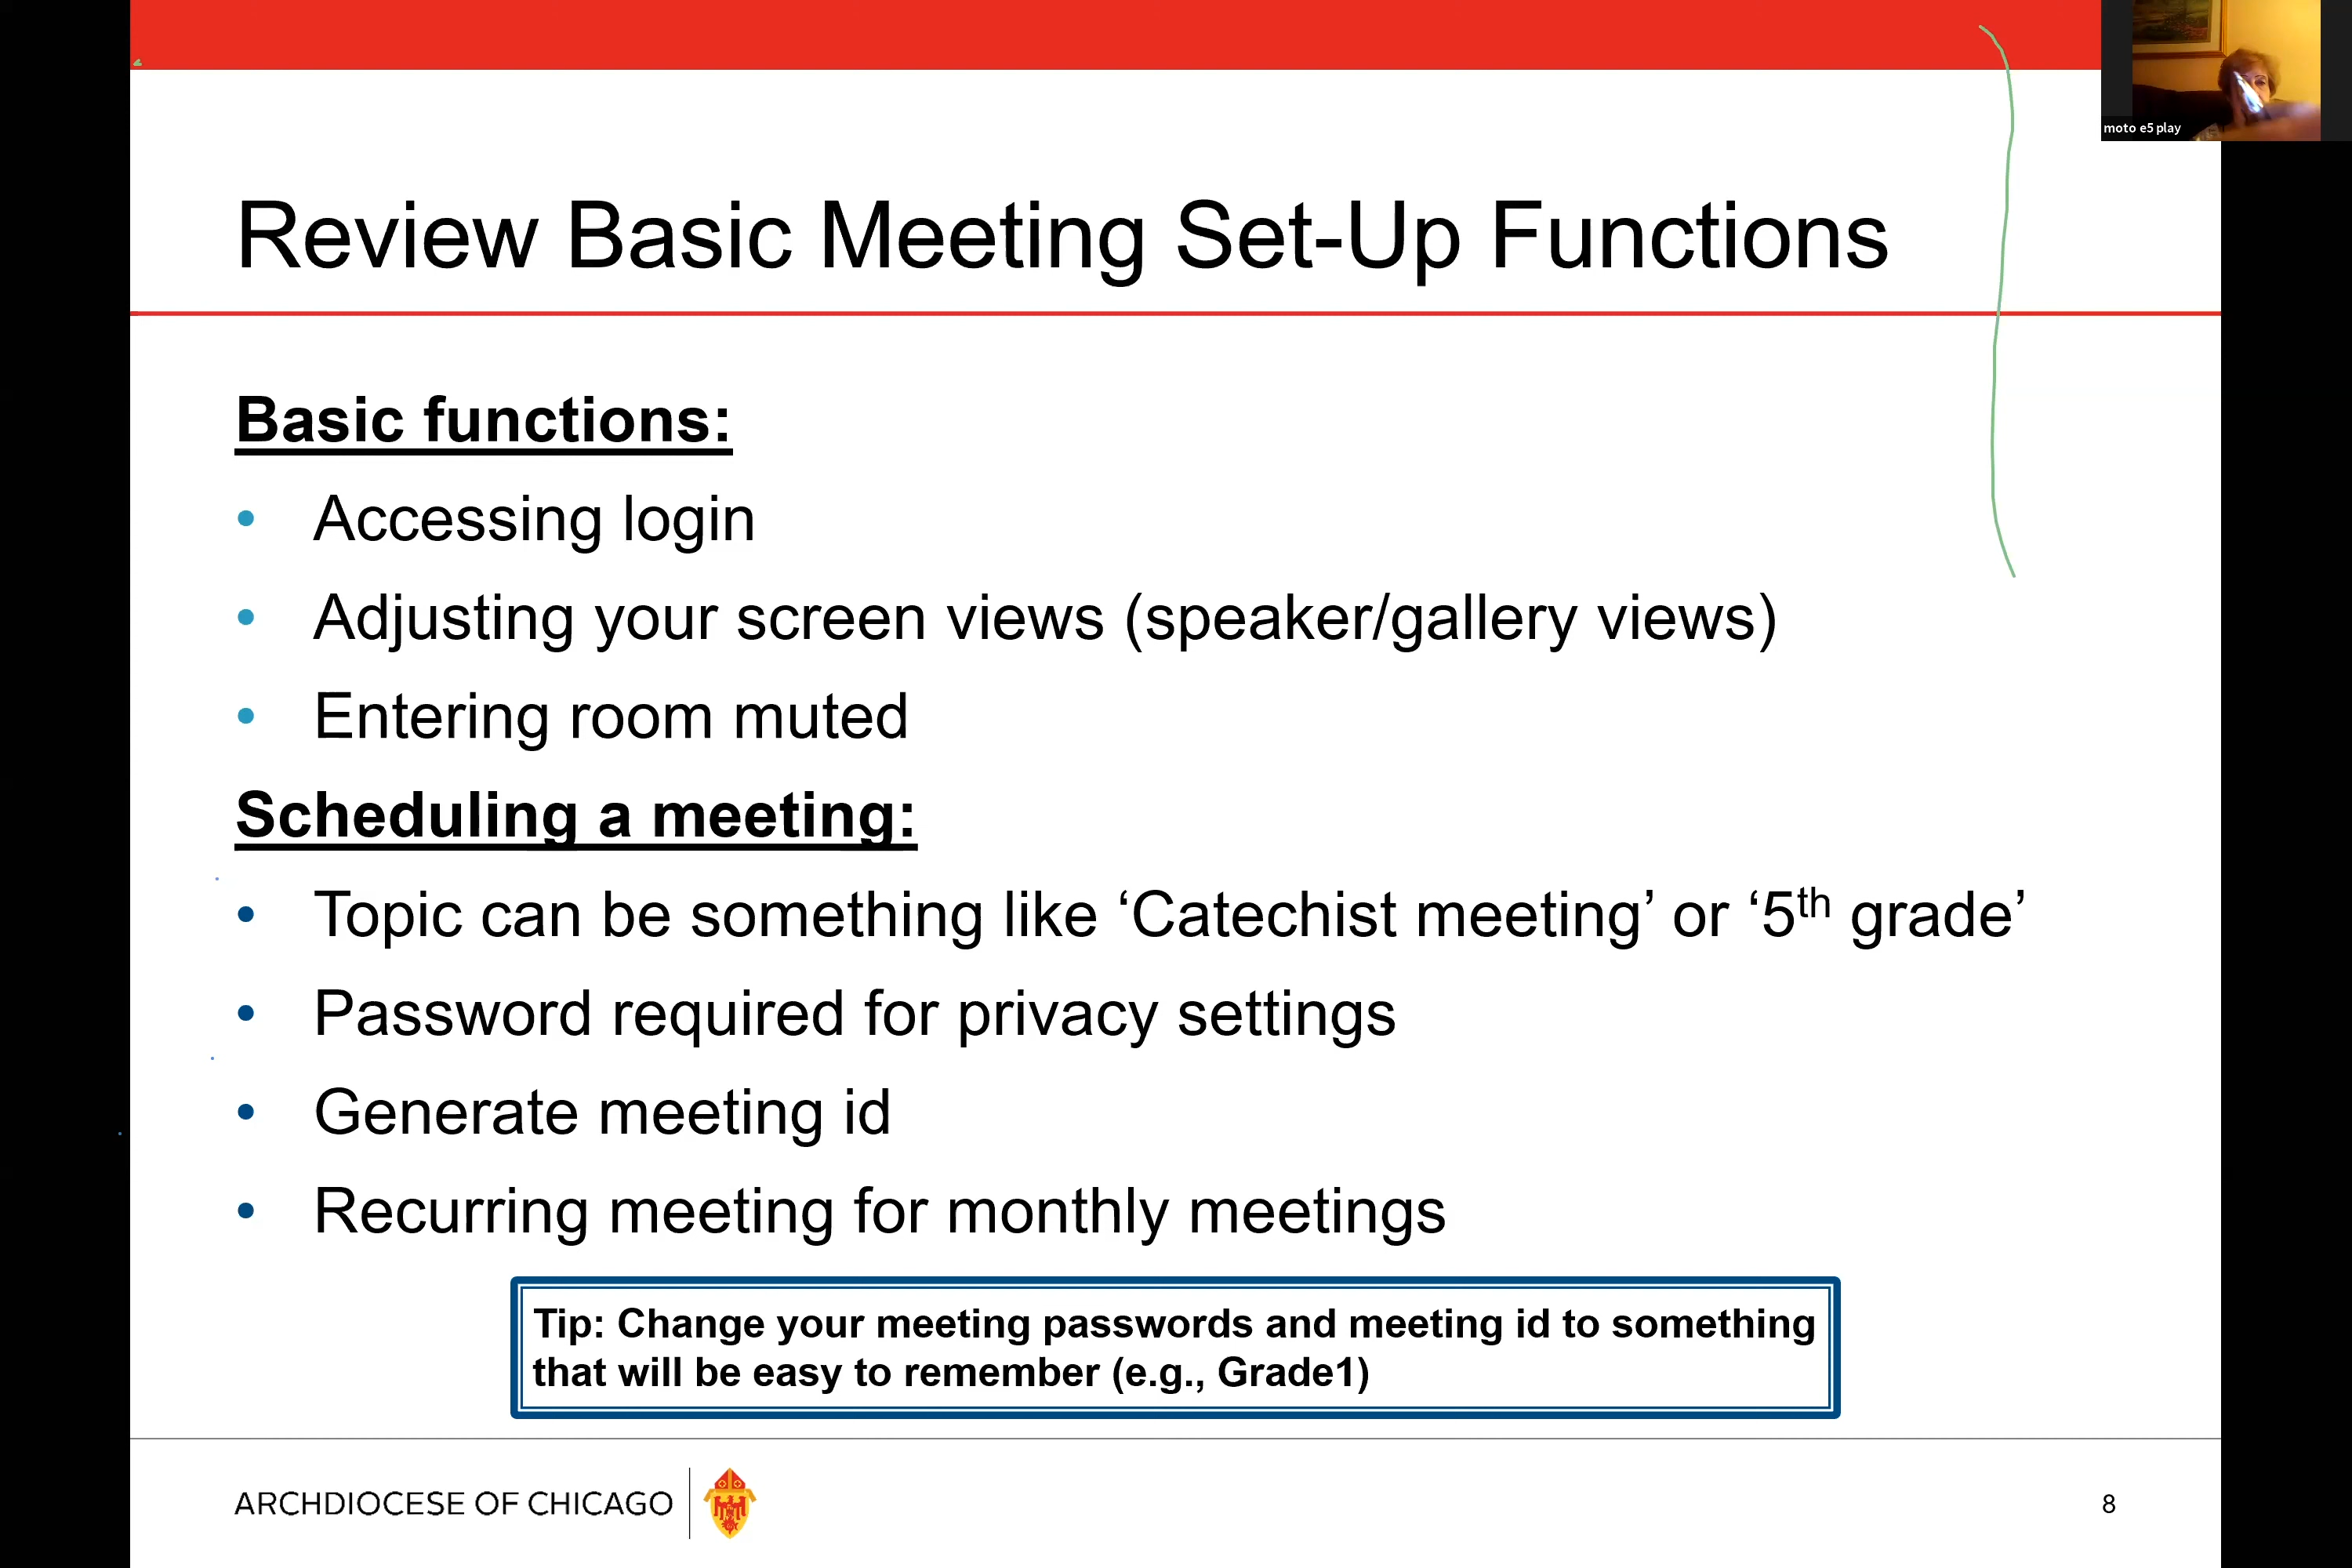 moto e5 play
Review Basic Meeting Set-Up Functions
Basic functions:
• Accessing login
• Adjusting your screen views (speaker/gallery views)
• Entering room muted
Scheduling a meeting:
• Topic can be something like ‘Catechist meeting’ or ‘5th grade’
• Password required for privacy settings
• Generate meeting id
• Recurring meeting for monthly meetings
Tip: Change your meeting passwords and meeting id to something
that will be easy to remember (e.g., Grade1)
ARCHDIOCESE OF CHICAGO
8